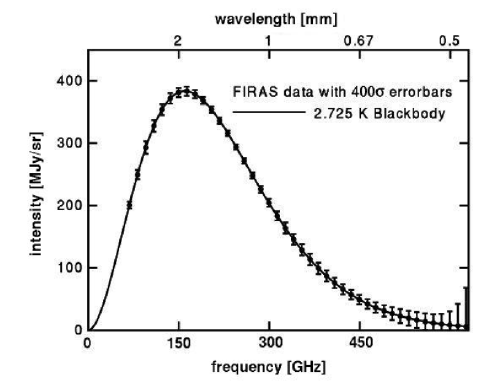 wavelength [mm]
2 1 0.67 0.5
400
FIRAS data with 400σ errorbars
2.725 K Blackbody
300
intensity [MJy/sr]
200
100
0
0 150 300 450
frequency [GHz]